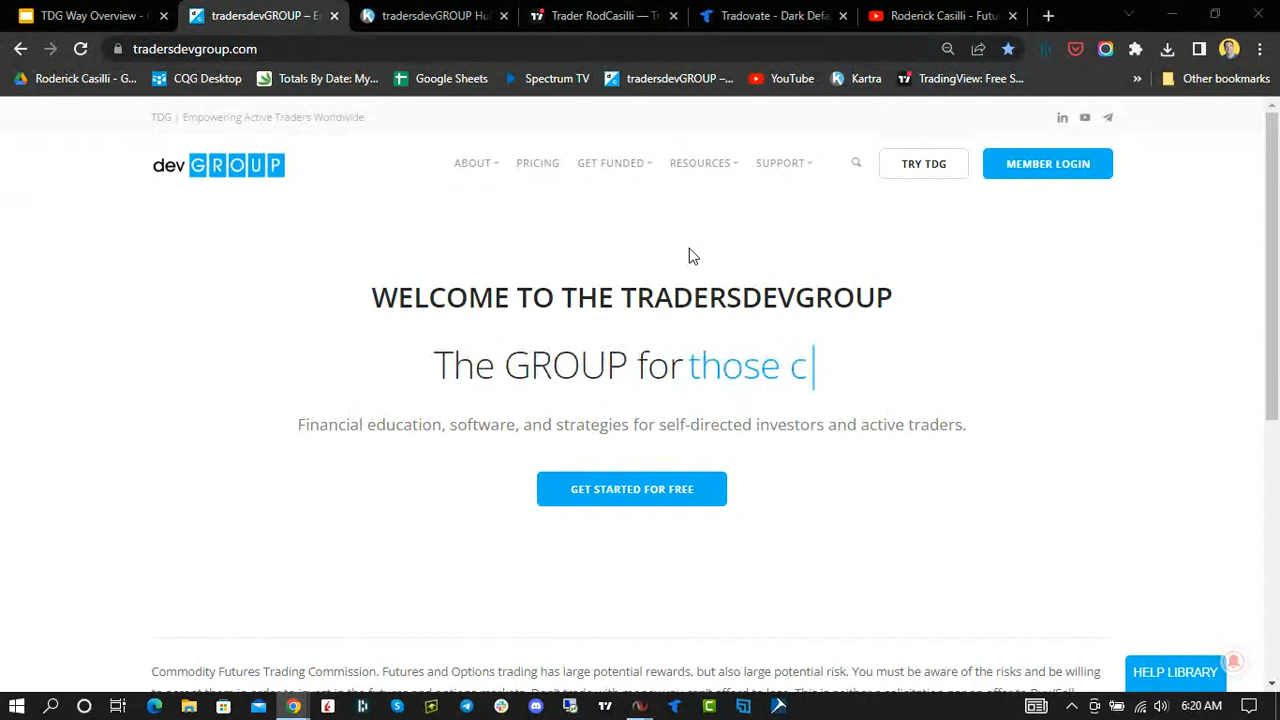 TDG Way Overview - G
tradersdevGROUP – E
tradersdevGROUP Hu
Trader RodCasilli — T
Tradovate - Dark Defa
Roderick Casilli - Futu
tradersdevgroup.com
Roderick Casilli - G...
CQG Desktop
Totals By Date: My...
Google Sheets
Spectrum TV
tradersdevGROUP –...
YouTube
Kartra
TradingView: Free S...
Other bookmarks
TDG | Empowering Active Traders Worldwide
dev GROUP
ABOUT
PRICING
GET FUNDED
RESOURCES
SUPPORT
TRY TDG
MEMBER LOGIN
WELCOME TO THE TRADERSDEVGROUP
The GROUP for those c
Financial education, software, and strategies for self-directed investors and active traders.
GET STARTED FOR FREE
Commodity Futures Trading Commission. Futures and Options trading has large potential rewards, but also large potential risk. You must be aware of the risks and be willing
HELP LIBRARY
6:20 AM